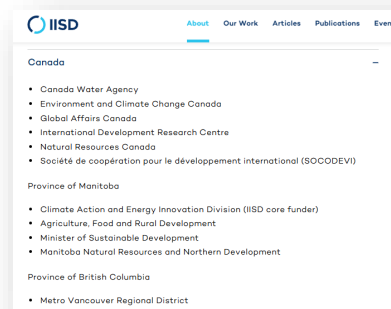 IISD
About Our Work Articles Publications Even
Canada
Canada Water Agency
Environment and Climate Change Canada
Global Affairs Canada
International Development Research Centre
Natural Resources Canada
Société de coopération pour le développement international (SOCODEVI)
Province of Manitoba
Climate Action and Energy Innovation Division (IISD core funder)
Agriculture, Food and Rural Development
Minister of Sustainable Development
Manitoba Natural Resources and Northern Development
Province of British Columbia
Metro Vancouver Regional District